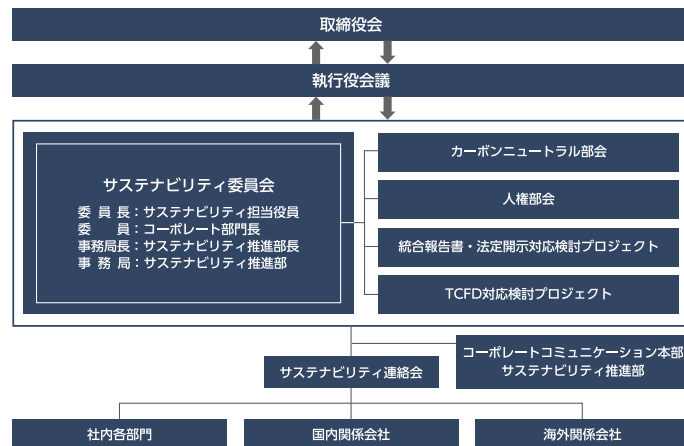 取締役会
執行役会議
サステナビリティ委員会
委員長：サステナビリティ担当役員
委員：コーポレート部門長
事務局長：サステナビリティ推進部長
事務局：サステナビリティ推進部
カーボンニュートラル部会
人権部会
統合報告書・法定開示対応検討プロジェクト
TCFD対応検討プロジェクト
コーポレートコミュニケーション本部
サステナビリティ推進部
サステナビリティ連絡会
社内各部門
国内関係会社
海外関係会社